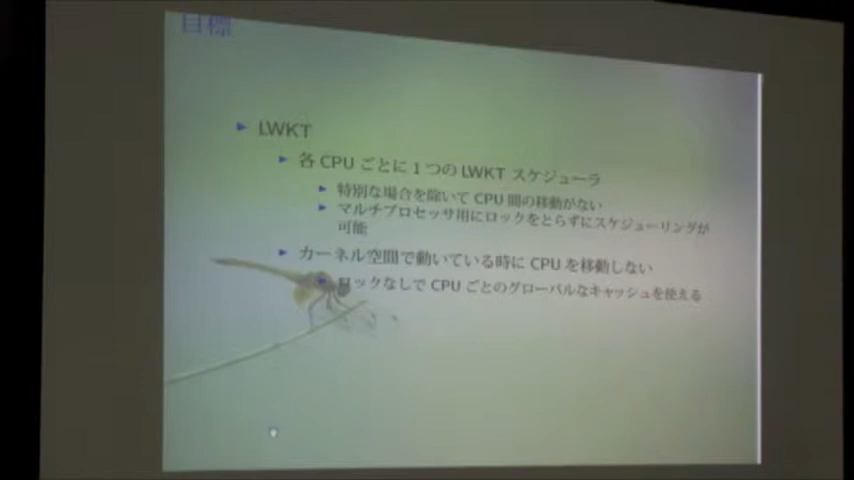 目標
LWKT
各 CPU ごとに 1 つの LWKT スケジューラ
特別な場合を除いて CPU 間の移動がない
マルチプロセッサ用にロックをとらずにスケジューリングが
可能
カーネル空間で動いている時に CPU を移動しない
ロックなしで CPU ごとのグローバルなキャッシュを使える